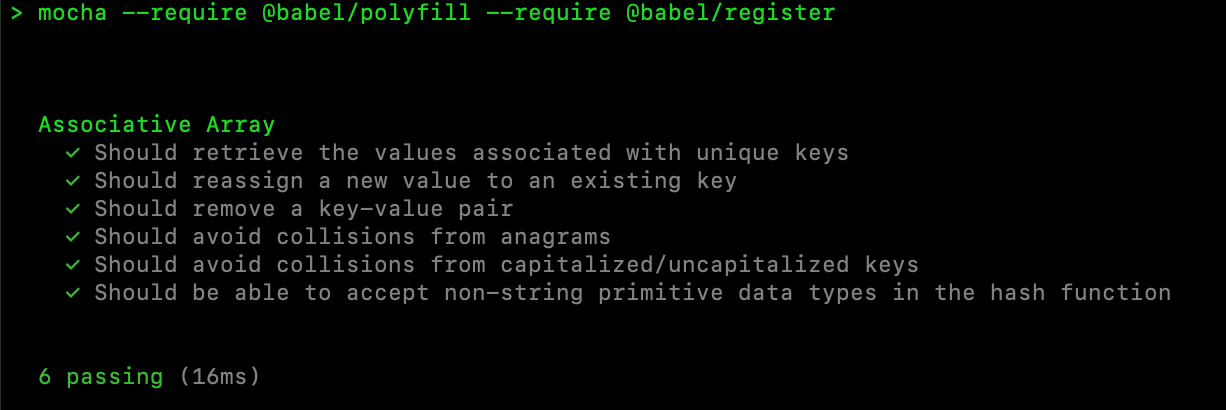 > mocha --require @babel/polyfill --require @babel/register
Associative Array
✓ Should retrieve the values associated with unique keys
✓ Should reassign a new value to an existing key
✓ Should remove a key-value pair
✓ Should avoid collisions from anagrams
✓ Should avoid collisions from capitalized/uncapitalized keys
✓ Should be able to accept non-string primitive data types in the hash function
6 passing (16ms)